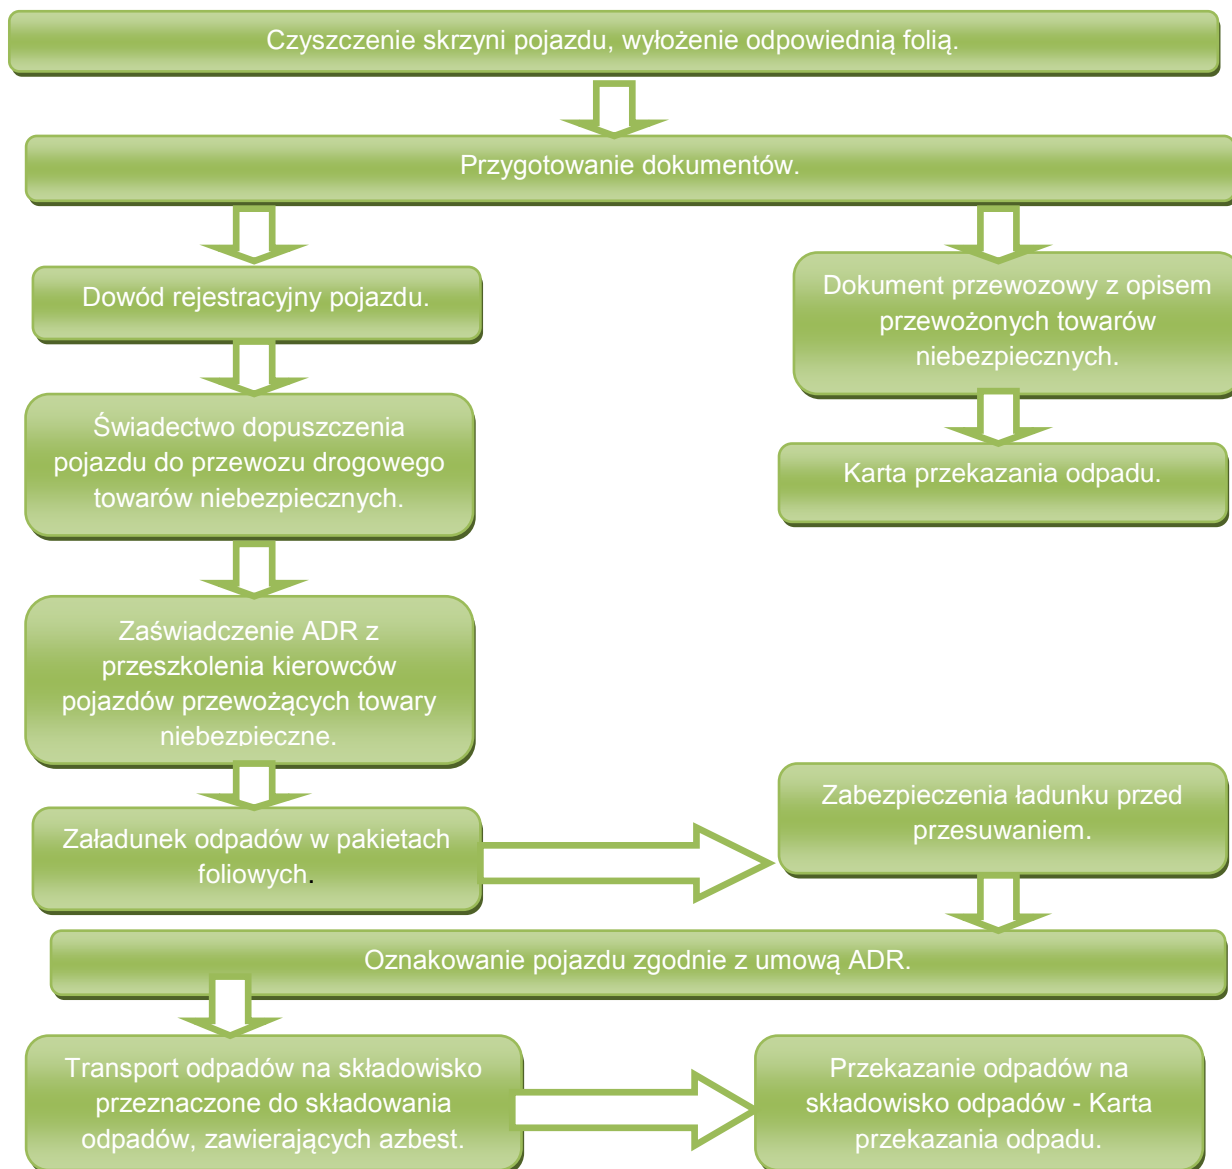 Czyszczenie skrzyni pojazdu, wyłożenie odpowiednią folią.
Przygotowanie dokumentów.
Dowód rejestracyjny pojazdu.
Dokument przewozowy z opisem
przewożonych towarów
niebezpiecznych.
Świadectwo dopuszczenia
pojazdu do przewozu drogowego
towarów niebezpiecznych.
Karta przekazania odpadu.
Zaświadczenie ADR z
przeszkolenia kierowców
pojazdów przewożących towary
niebezpieczne.
Załadunek odpadów w pakietach
foliowych.
Zabezpieczenia ładunku przed
przesuwaniem.
Oznakowanie pojazdu zgodnie z umową ADR.
Transport odpadów na składowisko
przeznaczone do składowania
odpadów, zawierających azbest.
Przekazanie odpadów na
składowisko odpadów - Karta
przekazania odpadu.